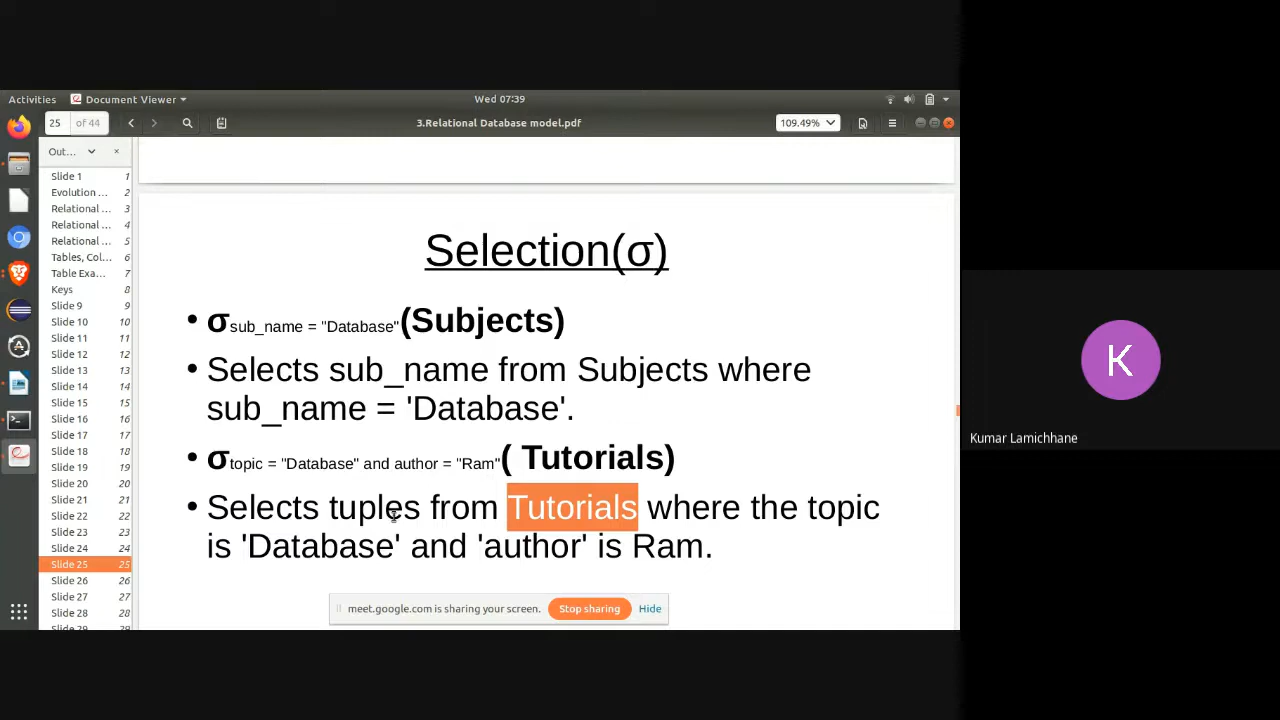 Activities Document Viewer Wed 07:39
25 of 44 3.Relational Database model.pdf 109.49%
Out...
Slide 1 1
Evolution ... 2
Relational ... 3
Relational ... 4
Relational ... 5
Tables, Col... 6
Table Exa... 7
Keys 8
Slide 9 9
Slide 10 10
Slide 11 11
Slide 12 12
Slide 13 13
Slide 14 14
Slide 15 15
Slide 16 16
Slide 17 17
Slide 18 18
Slide 19 19
Slide 20 20
Slide 21 21
Slide 22 22
Slide 23 23
Slide 24 24
Slide 25 25
Slide 26 26
Slide 27 27
Slide 28 28
Slide 29 29
Selection(σ)
• σsub_name = "Database"(Subjects)
• Selects sub_name from Subjects where
sub_name = 'Database'.
• σtopic = "Database" and author = "Ram"( Tutorials)
• Selects tuples from Tutorials where the topic
is 'Database' and 'author' is Ram.
meet.google.com is sharing your screen. Stop sharing Hide
K
Kumar Lamichhane